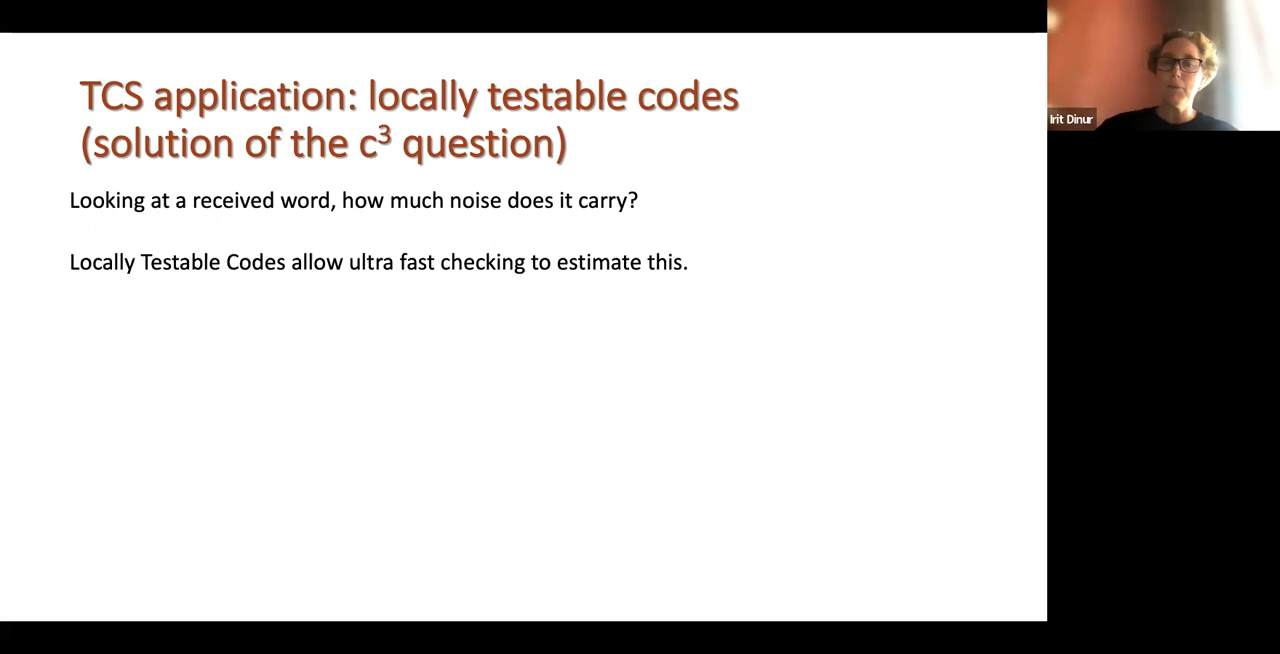 TCS application: locally testable codes
(solution of the c³ question)
Looking at a received word, how much noise does it carry?
Locally Testable Codes allow ultra fast checking to estimate this.
Irit Dinur